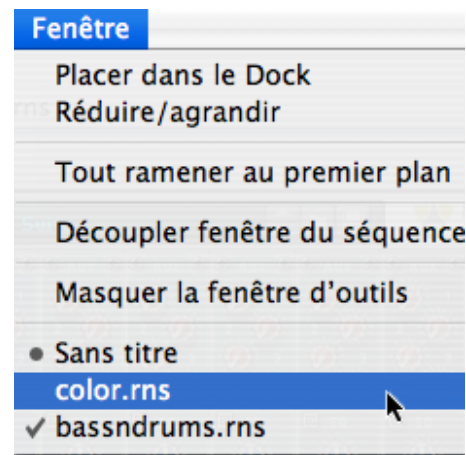 Fenêtre
Placer dans le Dock
Réduire/agrandir
Tout ramener au premier plan
Découpler fenêtre du séquence
Masquer la fenêtre d’outils
Sans titre
color.rns
bassndrums.rns